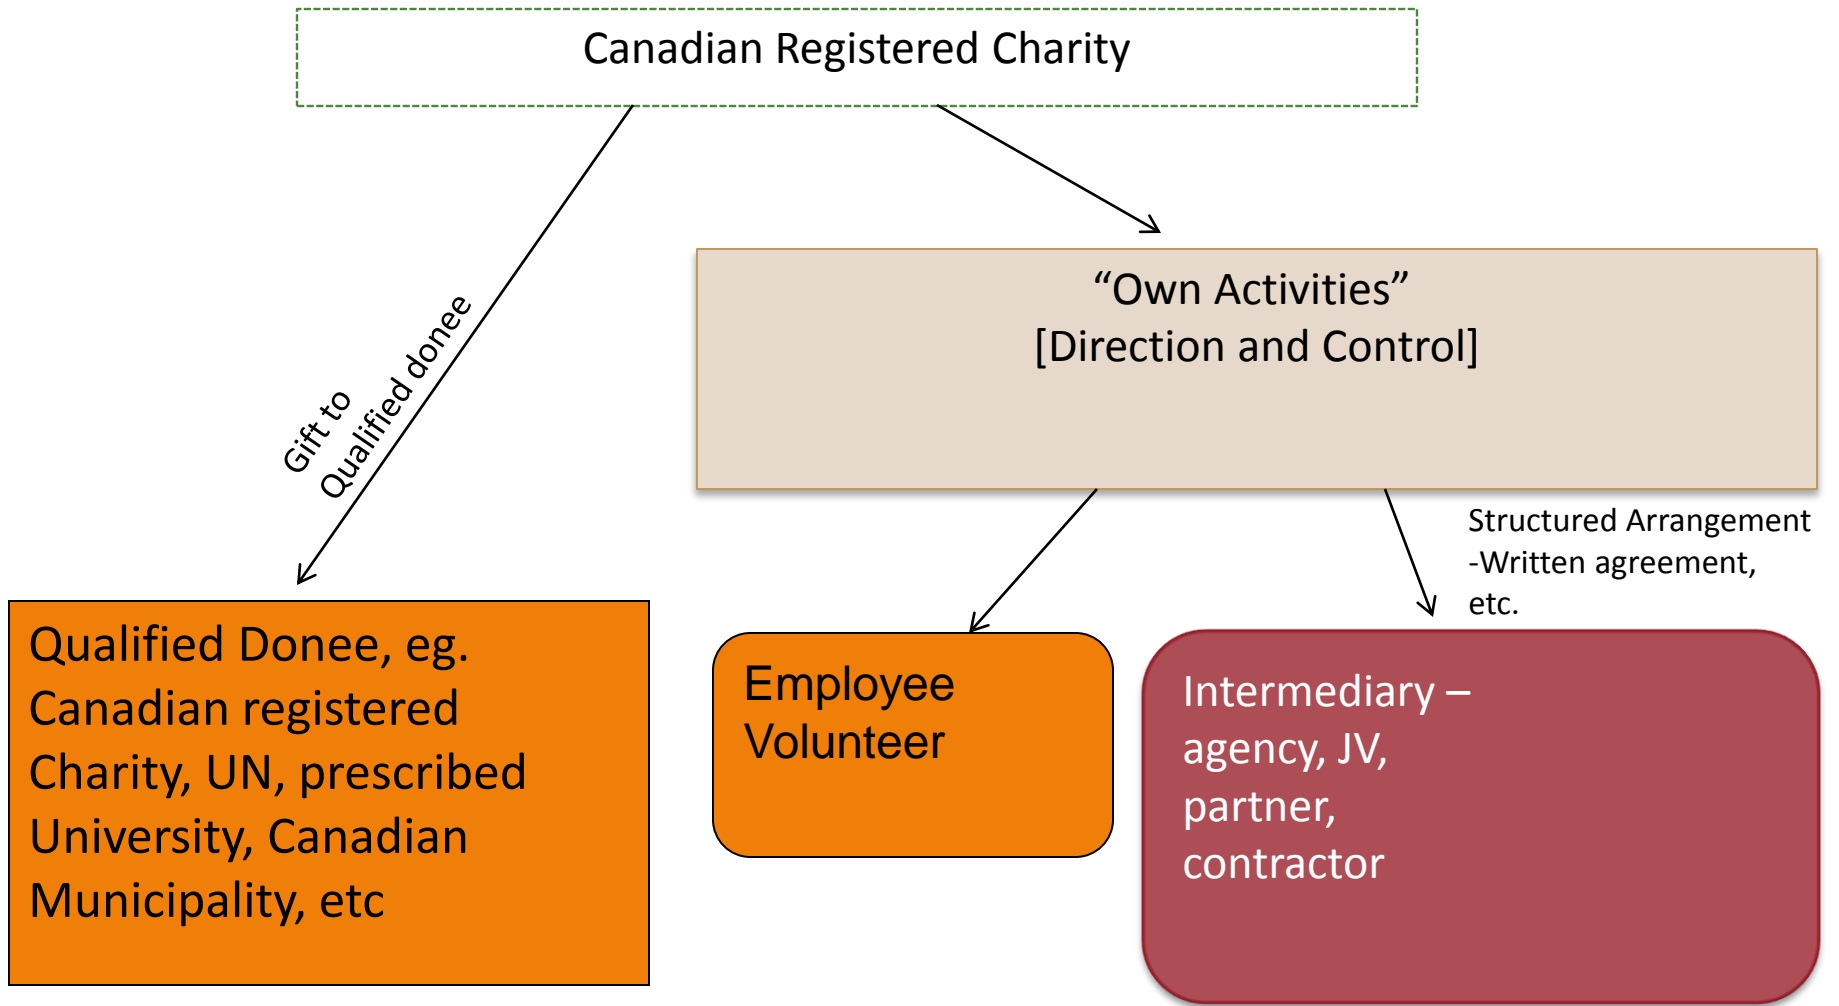 Canadian Registered Charity
Gift to
Qualified donee
“Own Activities”
[Direction and Control]
Structured Arrangement
-Written agreement,
etc.
Qualified Donee, eg.
Canadian registered
Charity, UN, prescribed
University, Canadian
Municipality, etc
Employee
Volunteer
Intermediary –
agency, JV,
partner,
contractor